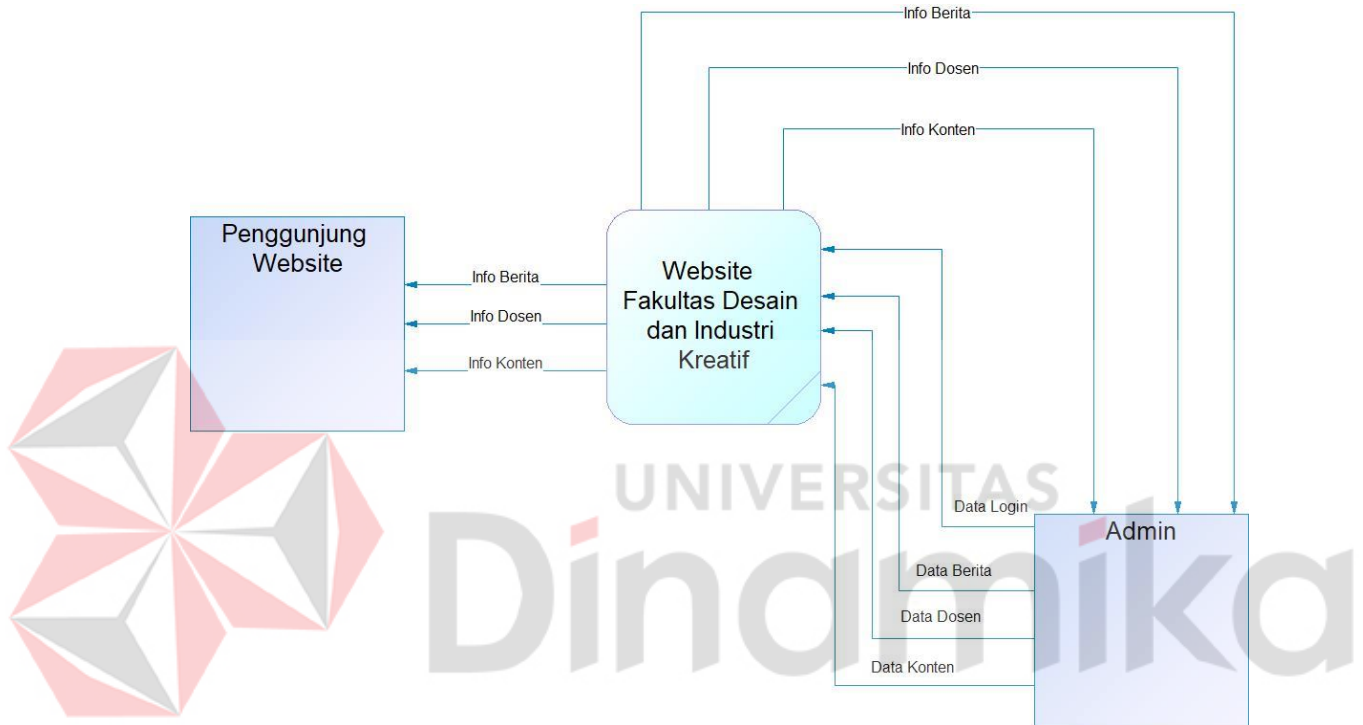 Info Berita
Info Dosen
Info Konten
Penggunjung
Website
Website
Fakultas Desain
dan Industri
Kreatif
Info Berita
Info Dosen
Info Konten
UNIVERSITAS
Dinamika
Data Login
Admin
Data Berita
Data Dosen
Data Konten